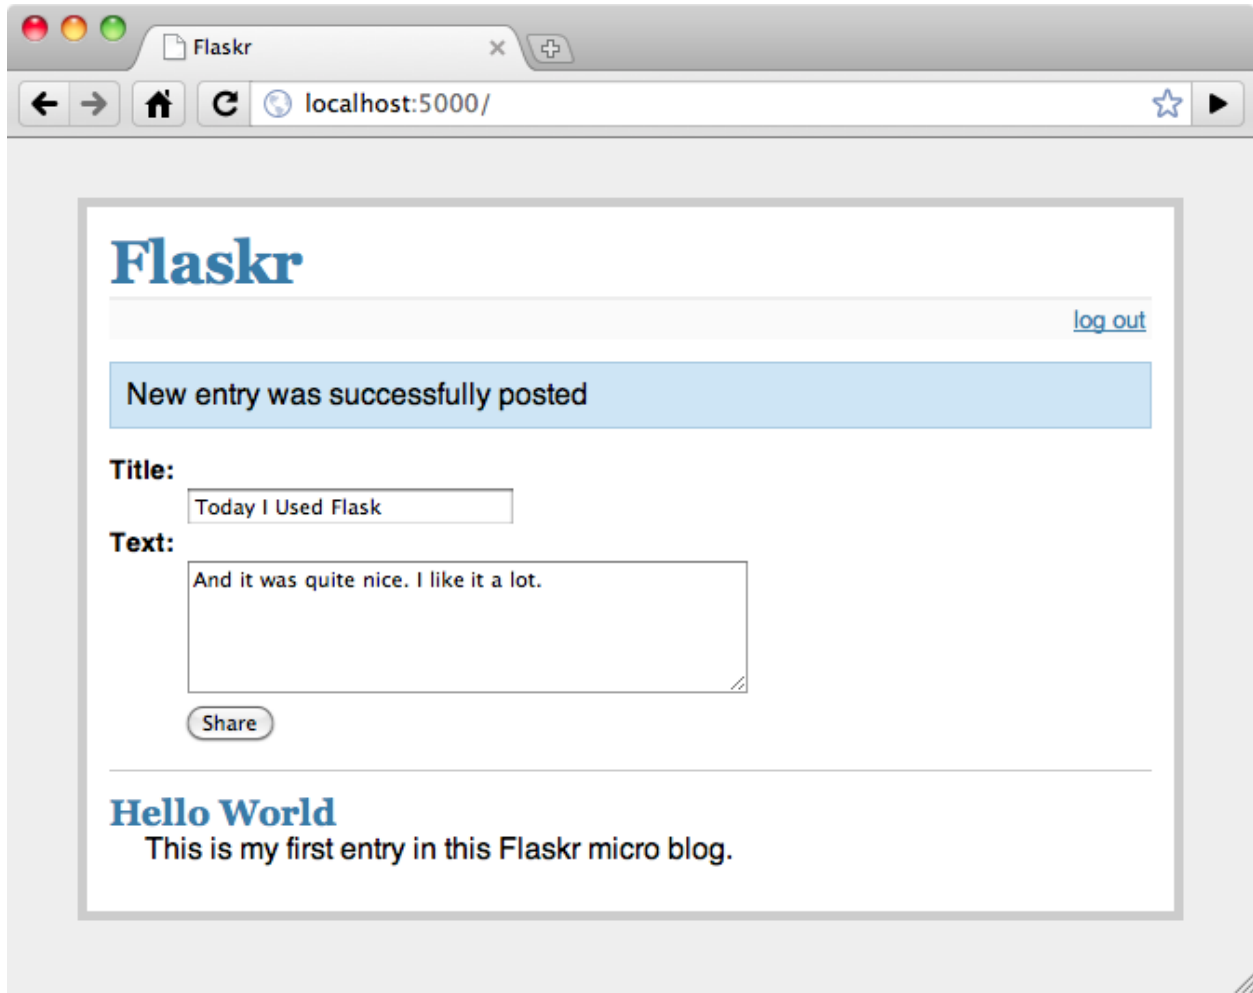 Flaskr
localhost:5000/
Flaskr
log out
New entry was successfully posted
Title:
Today I Used Flask
Text:
And it was quite nice. I like it a lot.
Share
Hello World
This is my first entry in this Flaskr micro blog.